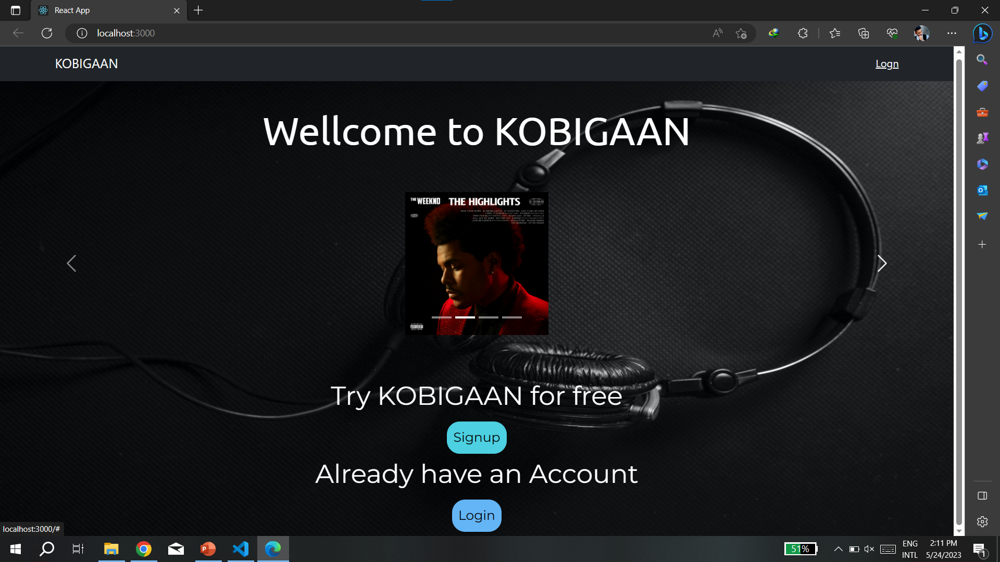 React App
localhost:3000
KOBIGAAN
Logn
Wellcome to KOBIGAAN
THE WEEKND THE HIGHLIGHTS
Try KOBIGAAN for free
Signup
Already have an Account
Login
localhost:3000/#
51%
ENG
INTL
2:11 PM
5/24/2023
1